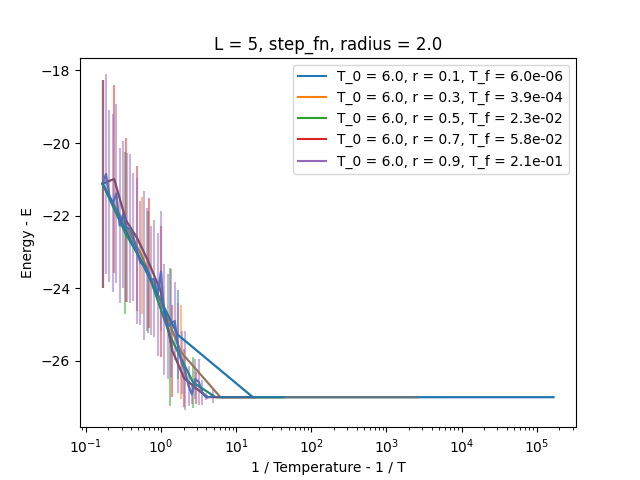 L = 5, step_fn, radius = 2.0
T_0 = 6.0, r = 0.1, T_f = 6.0e-06
T_0 = 6.0, r = 0.3, T_f = 3.9e-04
T_0 = 6.0, r = 0.5, T_f = 2.3e-02
T_0 = 6.0, r = 0.7, T_f = 5.8e-02
T_0 = 6.0, r = 0.9, T_f = 2.1e-01
Energy - E
−18
−20
−22
−24
−26
10⁻¹ 10⁰ 10¹ 10² 10³ 10⁴ 10⁵
1 / Temperature - 1 / T